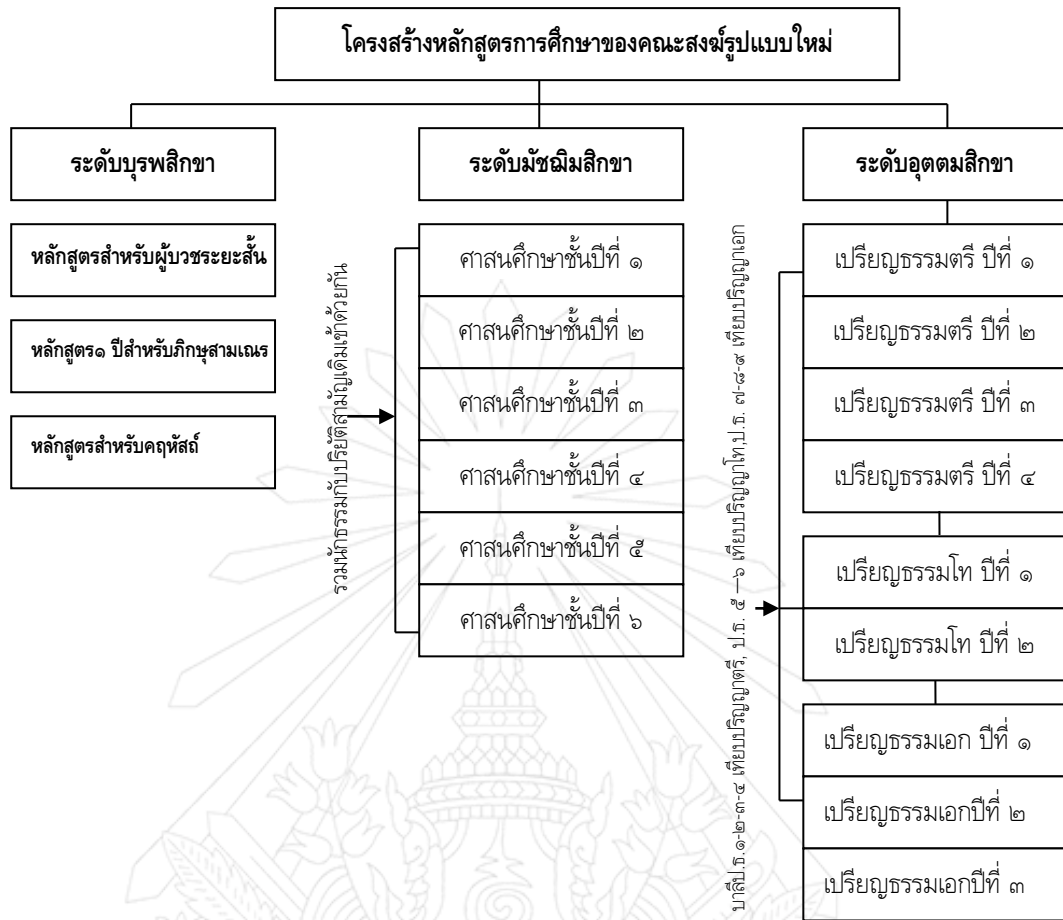 โครงสร้างหลักสูตรการศึกษาของคณะสงฆ์รูปแบบใหม่
ระดับบุรพสิกขา
หลักสูตรสำหรับผู้บวชระยะสั้น
หลักสูตร๑ ปีสำหรับภิกษุสามเณร
หลักสูตรสำหรับคฤหัสถ์
ระดับมัชฌิมสิกขา
รวมนักธรรมกับปริยัติสามัญเดิมเข้าด้วยกัน
ศาสนศึกษาชั้นปีที่ ๑
ศาสนศึกษาชั้นปีที่ ๒
ศาสนศึกษาชั้นปีที่ ๓
ศาสนศึกษาชั้นปีที่ ๔
ศาสนศึกษาชั้นปีที่ ๕
ศาสนศึกษาชั้นปีที่ ๖
ระดับอุตตมสิกขา
บาลีป.ธ.๑-๒-๓-๔ เทียบปริญญาตรี, ป.ธ. ๕ –๖ เทียบปริญญาโท,ป.ธ. ๗-๘-๙ เทียบปริญญาเอก
เปรียญธรรมตรี ปีที่ ๑
เปรียญธรรมตรี ปีที่ ๒
เปรียญธรรมตรี ปีที่ ๓
เปรียญธรรมตรี ปีที่ ๔
เปรียญธรรมโท ปีที่ ๑
เปรียญธรรมโท ปีที่ ๒
เปรียญธรรมเอก ปีที่ ๑
เปรียญธรรมเอกปีที่ ๒
เปรียญธรรมเอกปีที่ ๓